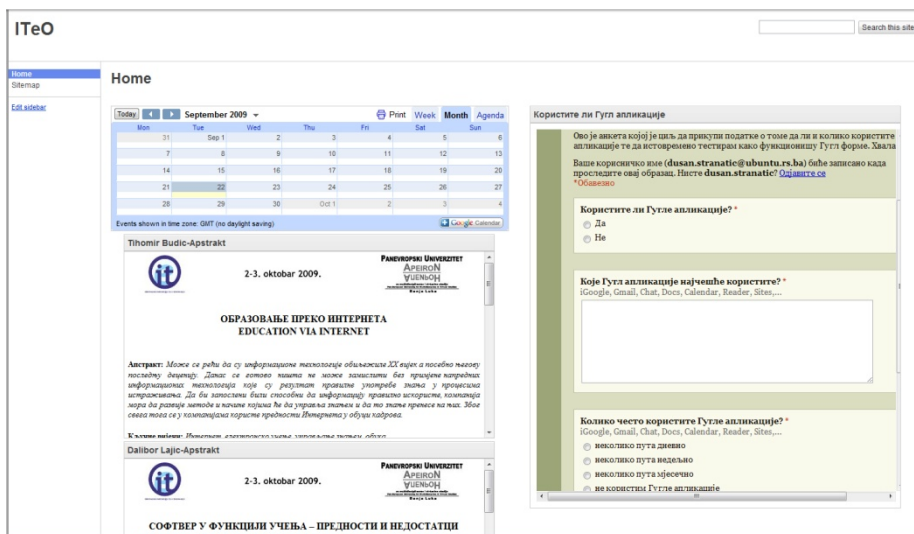 ITeO
Search this site
Home
Sitemap
Edit sidebar
Home
Today September 2009 Print Week Month Agenda
Mon Tue Wed Thu Fri Sat Sun
31 Sep 1 2 3 4 5 6
7 8 9 10 11 12 13
14 15 16 17 18 19 20
21 22 23 24 25 26 27
28 29 30 Oct 1 2 3 4
Events shown in time zone: GMT (no daylight saving)
Google Calendar
Tihomir Budic-Apstrakt
it
2-3. oktobar 2009.
PANEVROPSKI UNIVERZITET
APEIRON
Banja Luka
ОБРАЗОВАЊЕ ПРЕКО ИНТЕРНЕТА
EDUCATION VIA INTERNET
Апстракт: Може се рећи да су информационе технологије обиљежиле XX вијек а посебно његову
последњу деценију. Данас се готово ништа не може замислити без примјене напредних
информационих технологија које су резултат правилне употребе знања у процесима
истраживања. Да би запослени били способни да информацију правилно искористе, компанија
мора да развије методе и начине којима ће да управља знањем и да то знање пренесе на њих. Због
свега тога се у компанијама користе предности Интернета у обуци кадрова.
Кључне ријечи: Интернет, електронско учење, управљање знањем, обука
Dalibor Lajic-Apstrakt
it
2-3. oktobar 2009.
PANEVROPSKI UNIVERZITET
APEIRON
Banja Luka
СОФТВЕР У ФУНКЦИЈИ УЧЕЊА – ПРЕДНОСТИ И НЕДОСТАЦИ
Користите ли Гугл апликације
Ово је анкета којој је циљ да прикупи податке о томе да ли и колико користите
апликације те да истовремено тестирам како функционишу Гугл форме. Хвала
Ваше корисничко име (dusan.stranatic@ubuntu.rs.ba) биће записано када
проследите овај образац. Нисте dusan.stranatic? Одјавите се
*Обавезно
Користите ли Гугле апликације? *
Да
Не
Које Гугл апликације најчешће користите? *
iGoogle, Gmail, Chat, Docs, Calendar, Reader, Sites,...
Колико често користите Гугле апликације? *
iGoogle, Gmail, Chat, Docs, Calendar, Reader, Sites,...
неколико пута дневно
неколико пута недељно
неколико пута мјесечно
не користим Гугле апликације